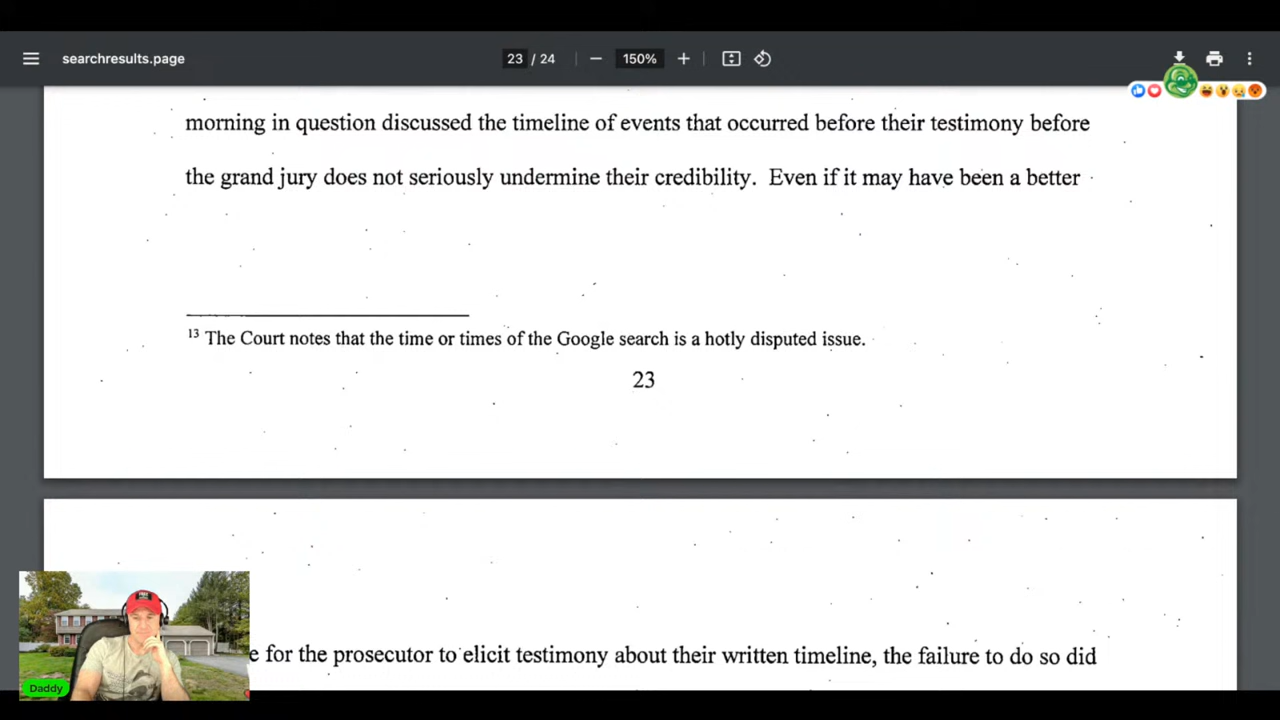 searchresults.page
23 / 24
150%
morning in question discussed the timeline of events that occurred before their testimony before
the grand jury does not seriously undermine their credibility. Even if it may have been a better
13 The Court notes that the time or times of the Google search is a hotly disputed issue.
23
e for the prosecutor to elicit testimony about their written timeline, the failure to do so did
Daddy